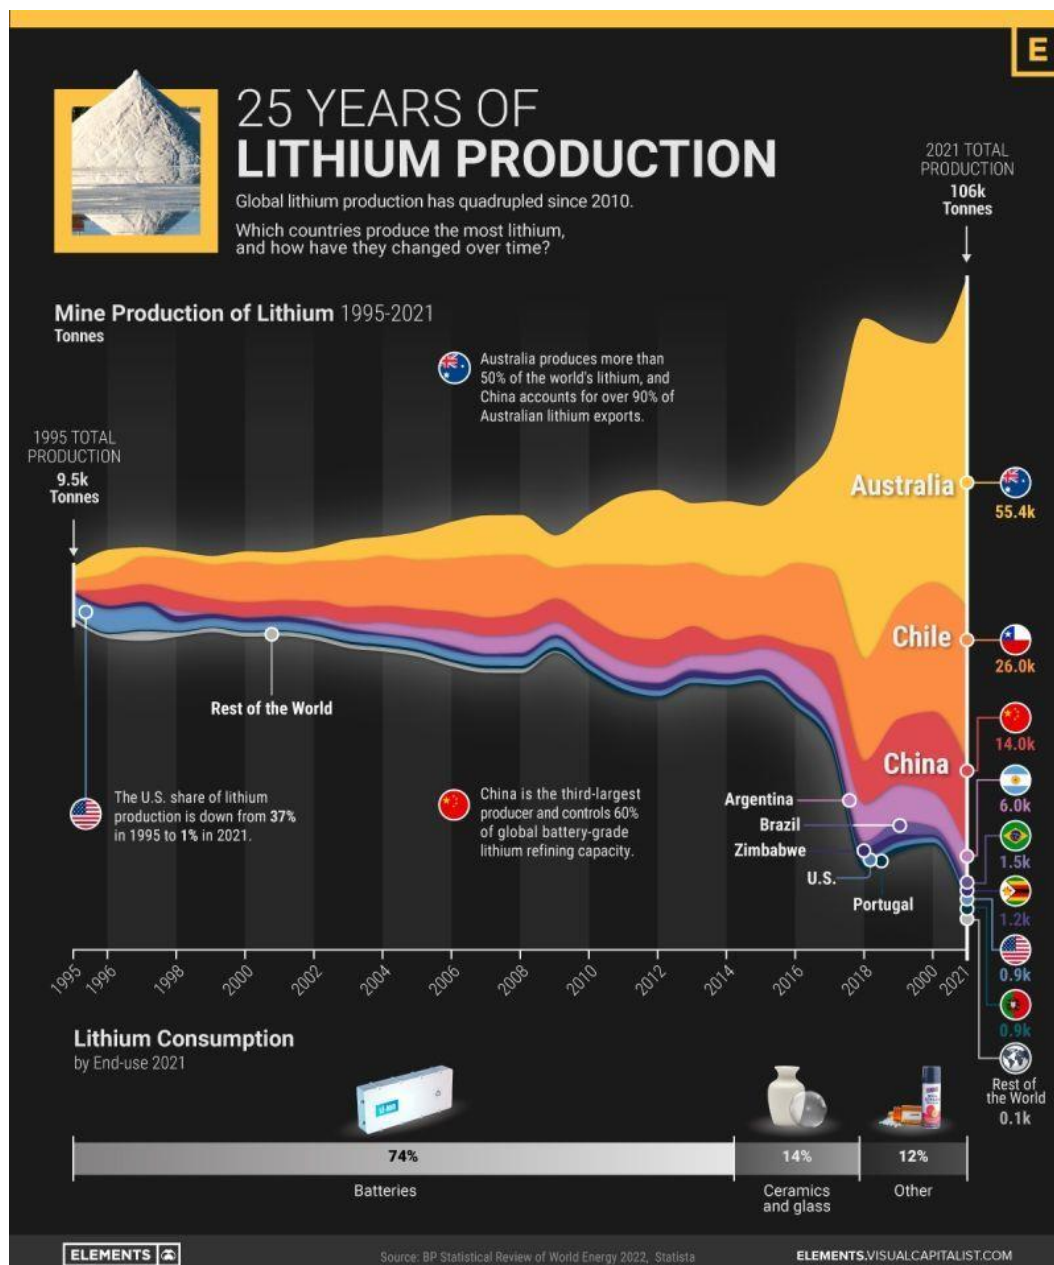 E
25 YEARS OF
LITHIUM PRODUCTION
Global lithium production has quadrupled since 2010.
Which countries produce the most lithium,
and how have they changed over time?
2021 TOTAL
PRODUCTION
106k
Tonnes
Mine Production of Lithium 1995-2021
Tonnes
Australia produces more than
50% of the world's lithium, and
China accounts for over 90% of
Australian lithium exports.
1995 TOTAL
PRODUCTION
9.5k
Tonnes
Australia
55.4k
Chile
26.0k
Rest of the World
China
14.0k
The U.S. share of lithium
production is down from 37%
in 1995 to 1% in 2021.
China is the third-largest
producer and controls 60%
of global battery-grade
lithium refining capacity.
Argentina
Brazil
Zimbabwe
U.S.
Portugal
6.0k
1.5k
1.2k
0.9k
0.9k
Rest of
the World
0.1k
1995 1996 1998 2000 2002 2004 2006 2008 2010 2012 2014 2016 2018 2000 2021
Lithium Consumption
by End-use 2021
74% 14% 12%
Batteries
Ceramics
and glass
Other
ELEMENTS
Source: BP Statistical Review of World Energy 2022, Statista
ELEMENTS.VISUALCAPITALIST.COM